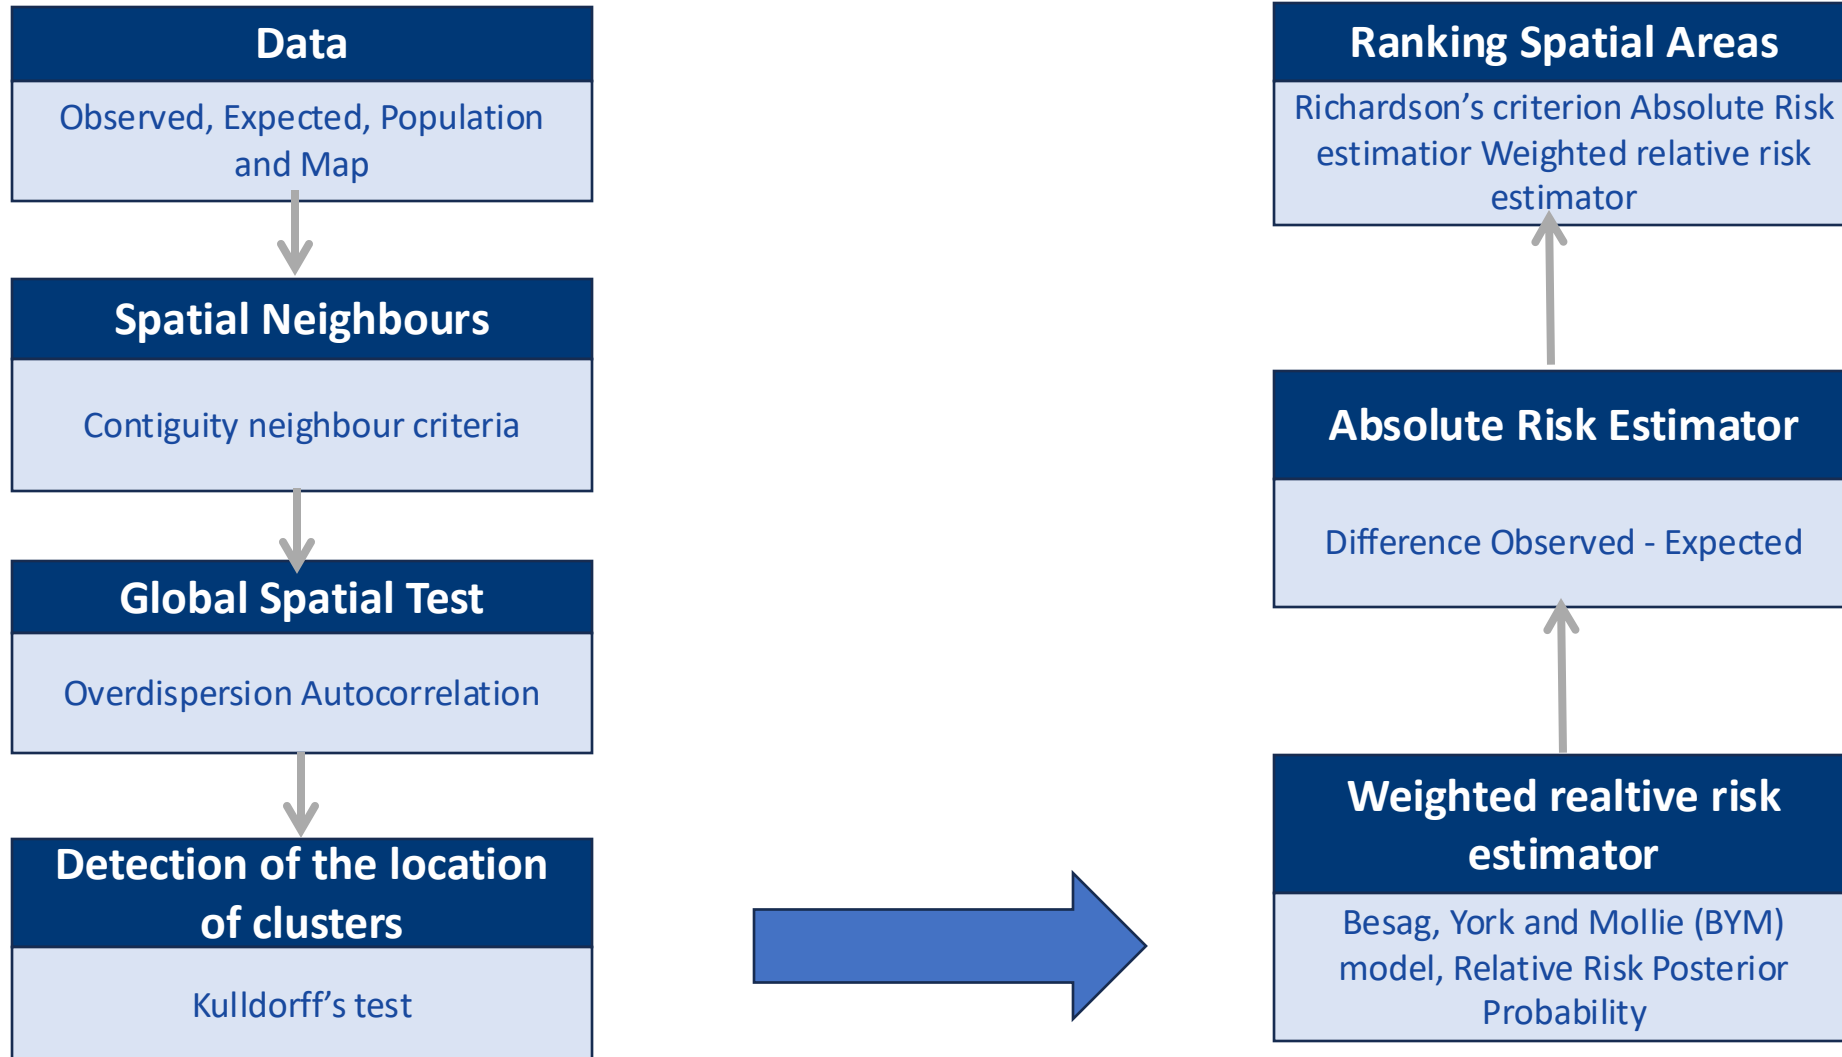 Data
Observed, Expected, Population
and Map
Spatial Neighbours
Contiguity neighbour criteria
Global Spatial Test
Overdispersion Autocorrelation
Detection of the location
of clusters
Kulldorff’s test
Weighted realtive risk
estimator
Besag, York and Mollie (BYM)
model, Relative Risk Posterior
Probability
Absolute Risk Estimator
Difference Observed - Expected
Ranking Spatial Areas
Richardson’s criterion Absolute Risk
estimatior Weighted relative risk
estimator